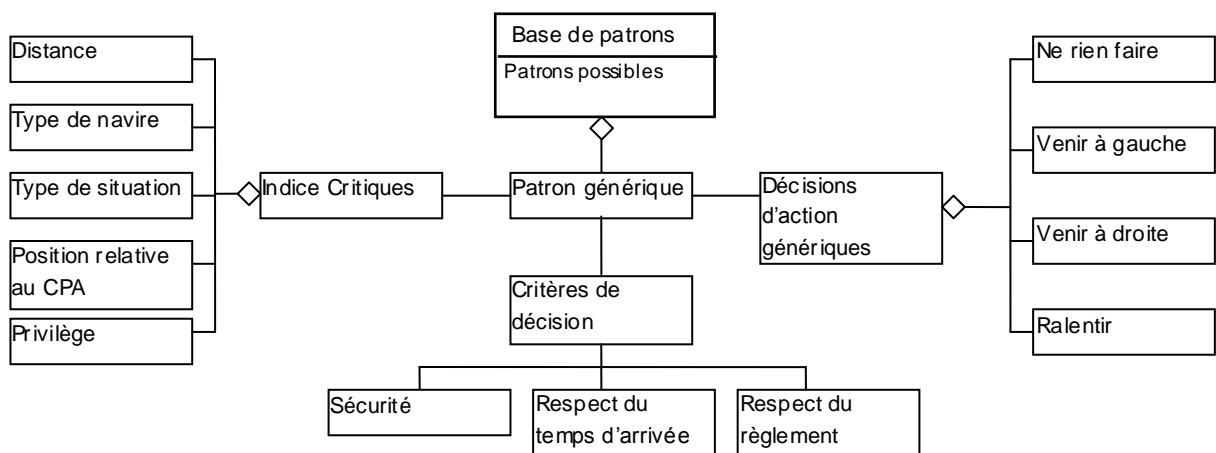 Base de patrons
Patrons possibles
Distance
Type de navire
Type de situation
Position relative
au CPA
Privilège
Indice Critiques
Patron générique
Décisions
d'action
génériques
Ne rien faire
Venir à gauche
Venir à droite
Ralentir
Critères de
décision
Sécurité
Respect du
temps d'arrivée
Respect du
règlement